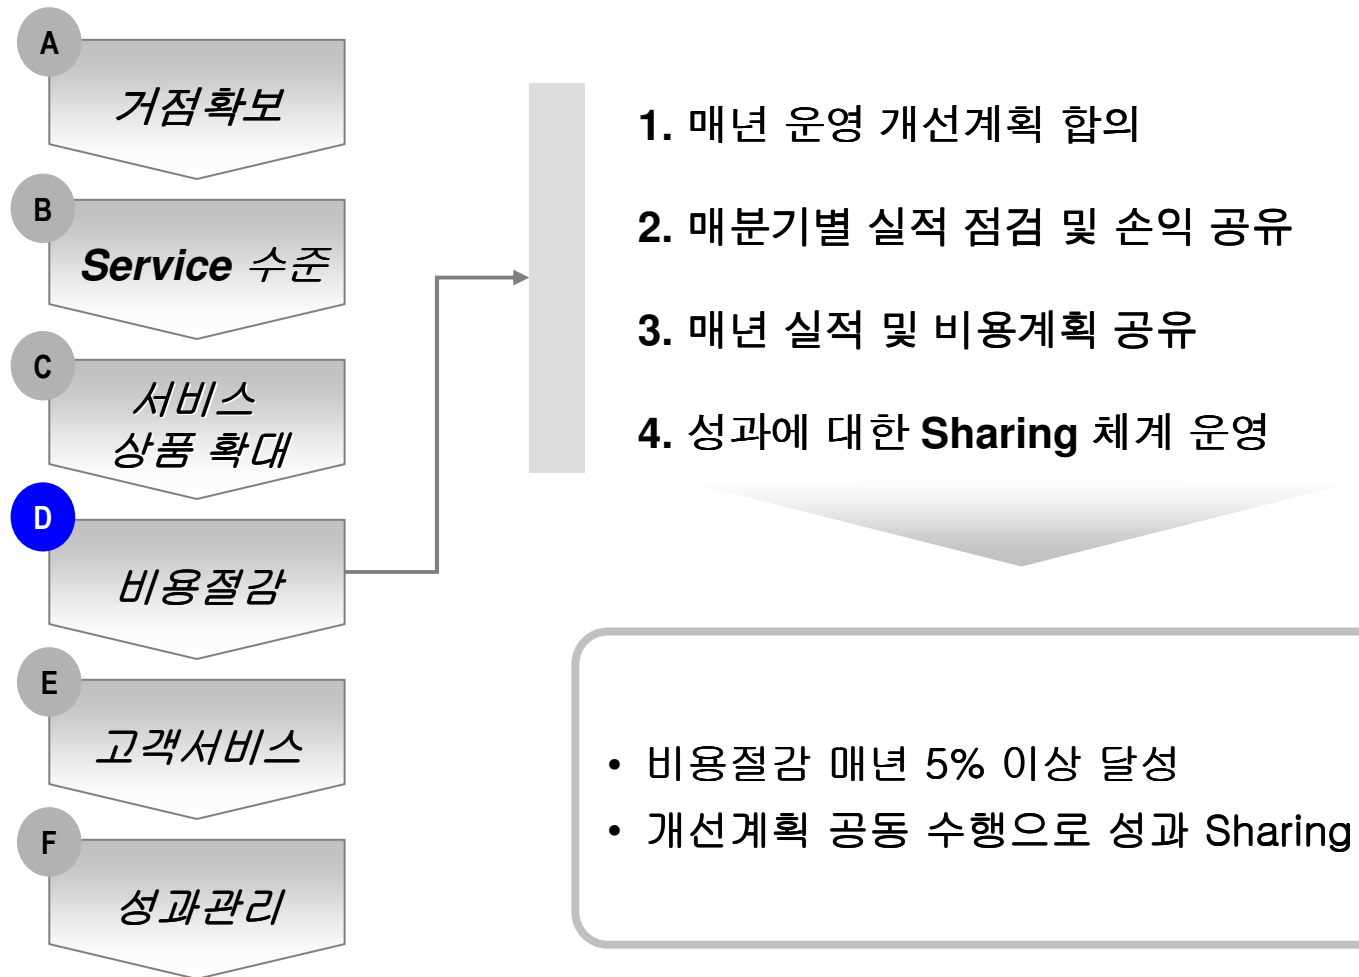 A
거점확보
B
Service 수준
C
서비스
상품 확대
D
비용절감
E
고객서비스
F
성과관리
1. 매년 운영 개선계획 합의
2. 매분기별 실적 점검 및 손익 공유
3. 매년 실적 및 비용계획 공유
4. 성과에 대한 Sharing 체계 운영
• 비용절감 매년 5% 이상 달성
• 개선계획 공동 수행으로 성과 Sharing